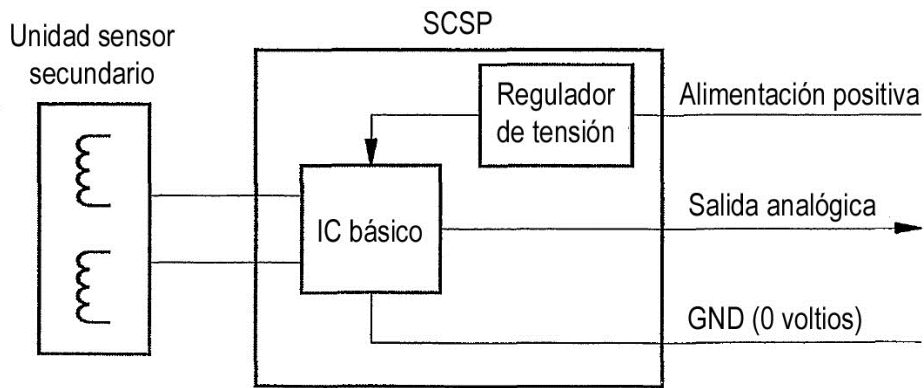 SCSP
Unidad sensor
secundario
Regulador
de tensión
Alimentación positiva
IC básico
Salida analógica
GND (0 voltios)